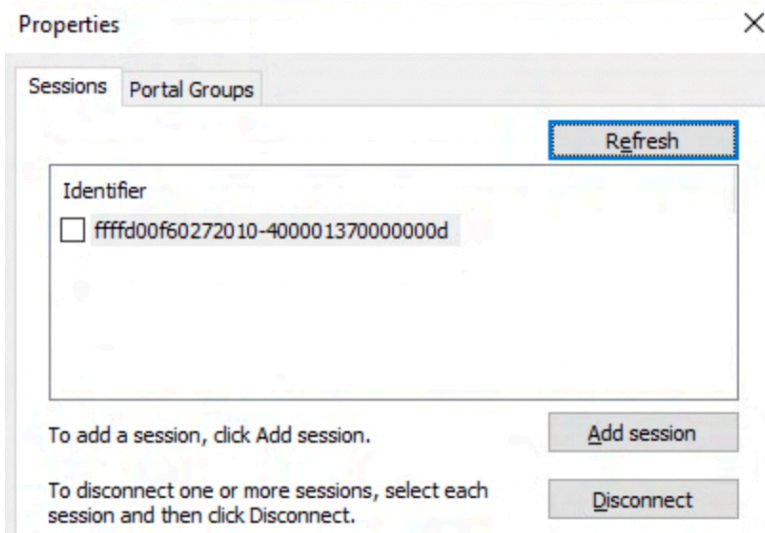 Properties
Sessions
Portal Groups
Refresh
Identifier
ffffd00f60272010-400001370000000d
To add a session, click Add session.
Add session
To disconnect one or more sessions, select each
session and then click Disconnect.
Disconnect